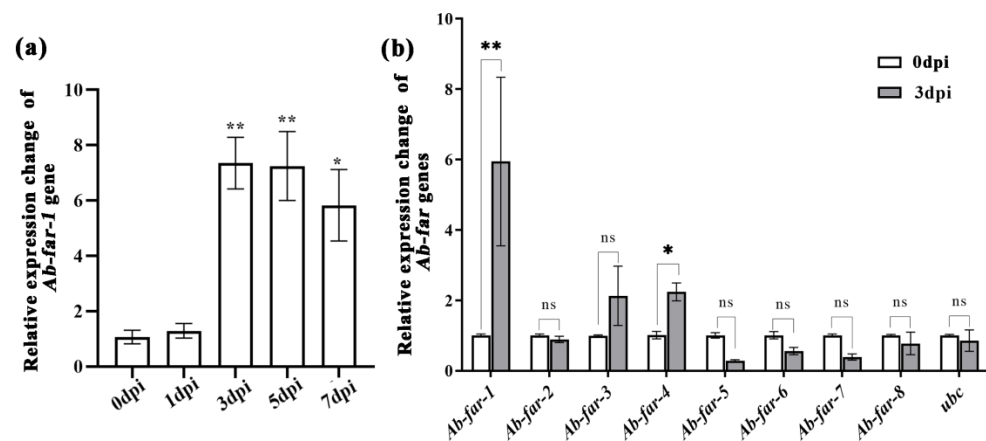 (a)
Relative expression change of
Ab-far-1 gene
10
8
6
4
2
0
**
**
*
0dpi
1dpi
3dpi
5dpi
7dpi
(b)
Relative expression change of
Ab-far genes
10
8
6
4
2
0
**
ns
ns
*
ns
ns
ns
ns
ns
0dpi
3dpi
Ab-far-1
Ab-far-2
Ab-far-3
Ab-far-4
Ab-far-5
Ab-far-6
Ab-far-7
Ab-far-8
ubc